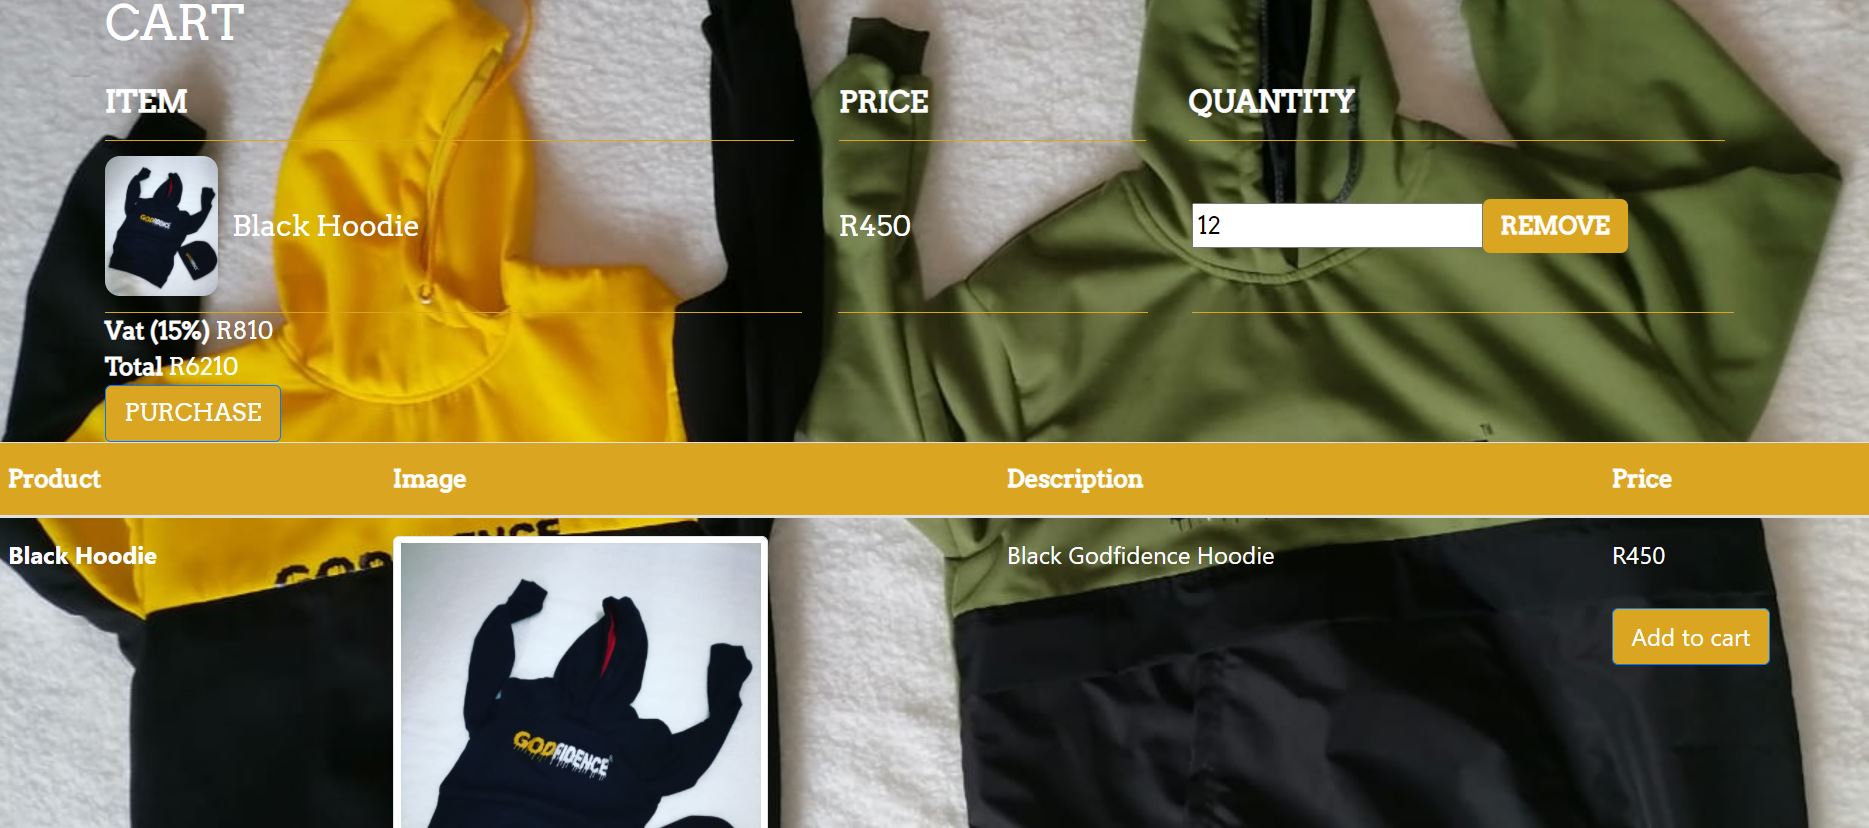 CART
ITEM PRICE QUANTITY
GODFIDENCE
Black Hoodie R450 12 REMOVE
Vat (15%) R810
Total R6210
PURCHASE
Product Image Description Price
Black Hoodie Black Godfidence Hoodie R450
Add to cart
GODFIDENCE